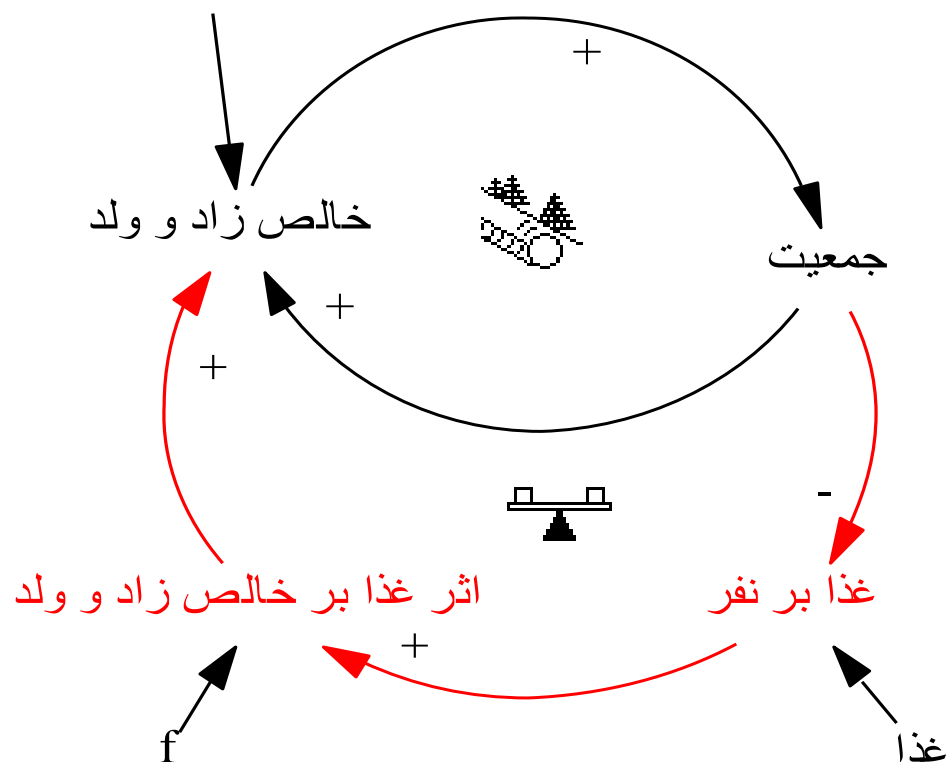 +
خالص زاد و ولد
جمعیت
+
+
-
اثر غذا بر خالص زاد و ولد
غذا بر نفر
+
f
غذا